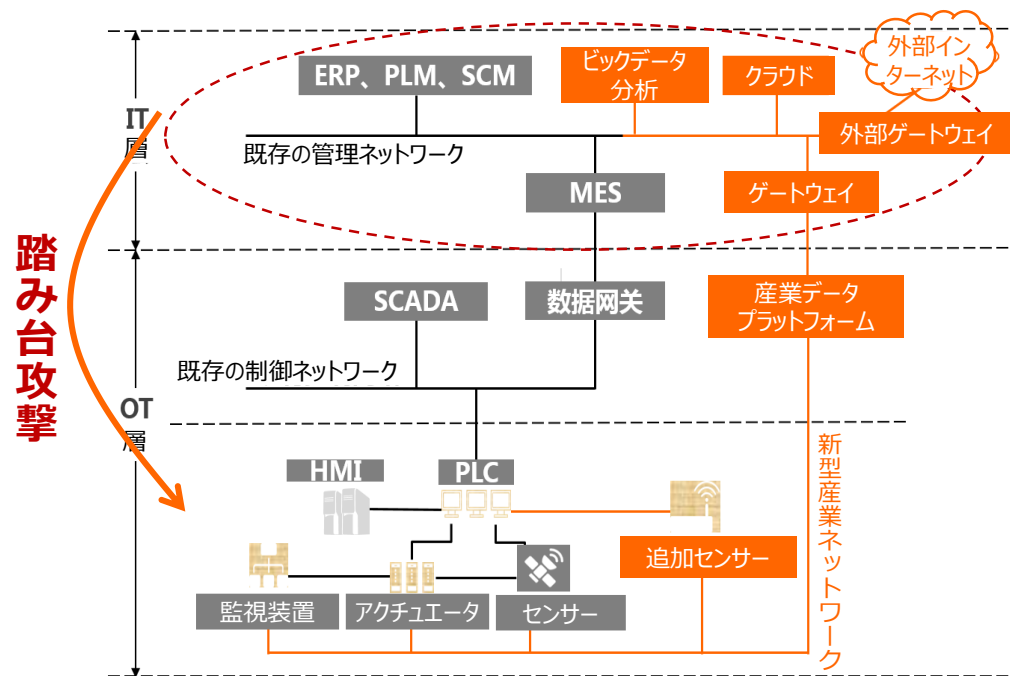 外部イン
ターネット
ERP、PLM、SCM
ビックデータ
分析
クラウド
IT
層
外部ゲートウェイ
既存の管理ネットワーク
MES
ゲートウェイ
踏み台攻撃
SCADA
数据网关
産業データ
プラットフォーム
既存の制御ネットワーク
OT
層
新型産業ネットワーク
HMI
PLC
追加センサー
監視装置
アクチュエータ
センサー